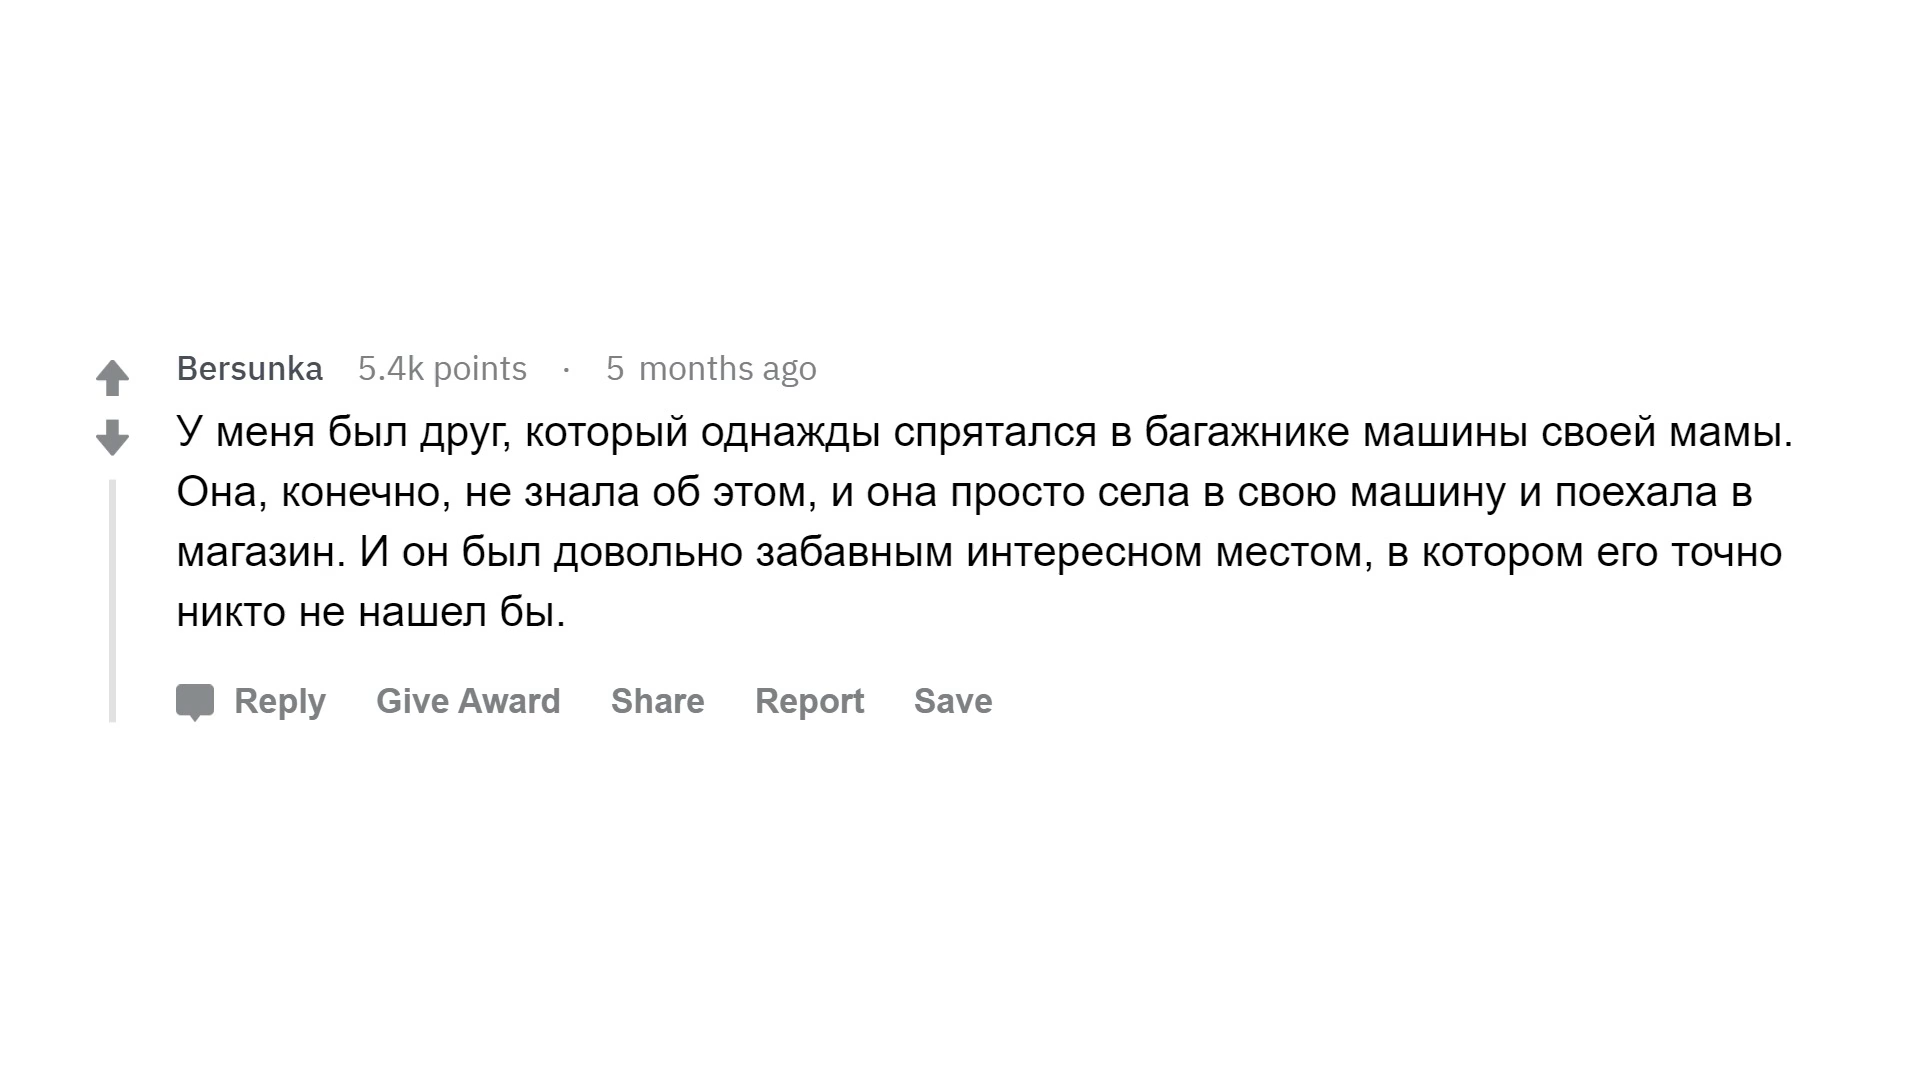 Bersunka 5.4k points · 5 months ago
У меня был друг, который однажды спрятался в багажнике машины своей мамы.
Она, конечно, не знала об этом, и она просто села в свою машину и поехала в
магазин. И он был довольно забавным интересном местом, в котором его точно
никто не нашел бы.
Reply Give Award Share Report Save